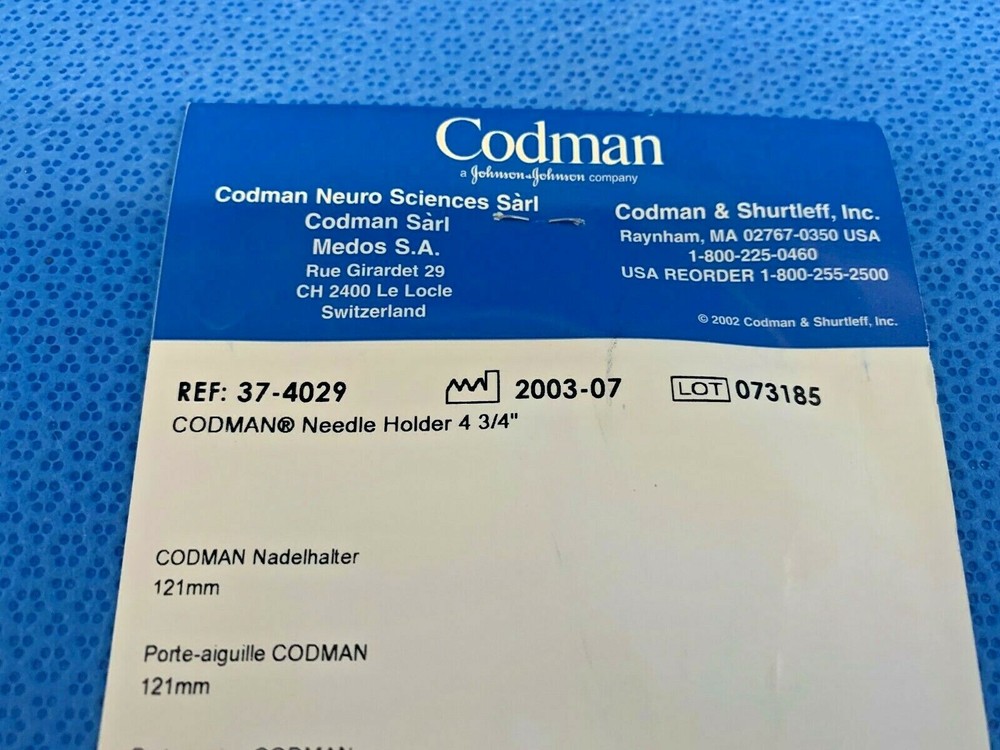 Codman
a Johnson & Johnson company
Codman Neuro Sciences Sàrl
Codman Sàrl
Medos S.A.
Rue Girardet 29
CH 2400 Le Locle
Switzerland
Codman & Shurtleff, Inc.
Raynham, MA 02767-0350 USA
1-800-225-0460
USA REORDER 1-800-255-2500
© 2002 Codman & Shurtleff, Inc.
REF: 37-4029 2003-07 LOT 073185
CODMAN® Needle Holder 4 3/4"
CODMAN Nadelhalter
121mm
Porte-aiguille CODMAN
121mm
CODMAN